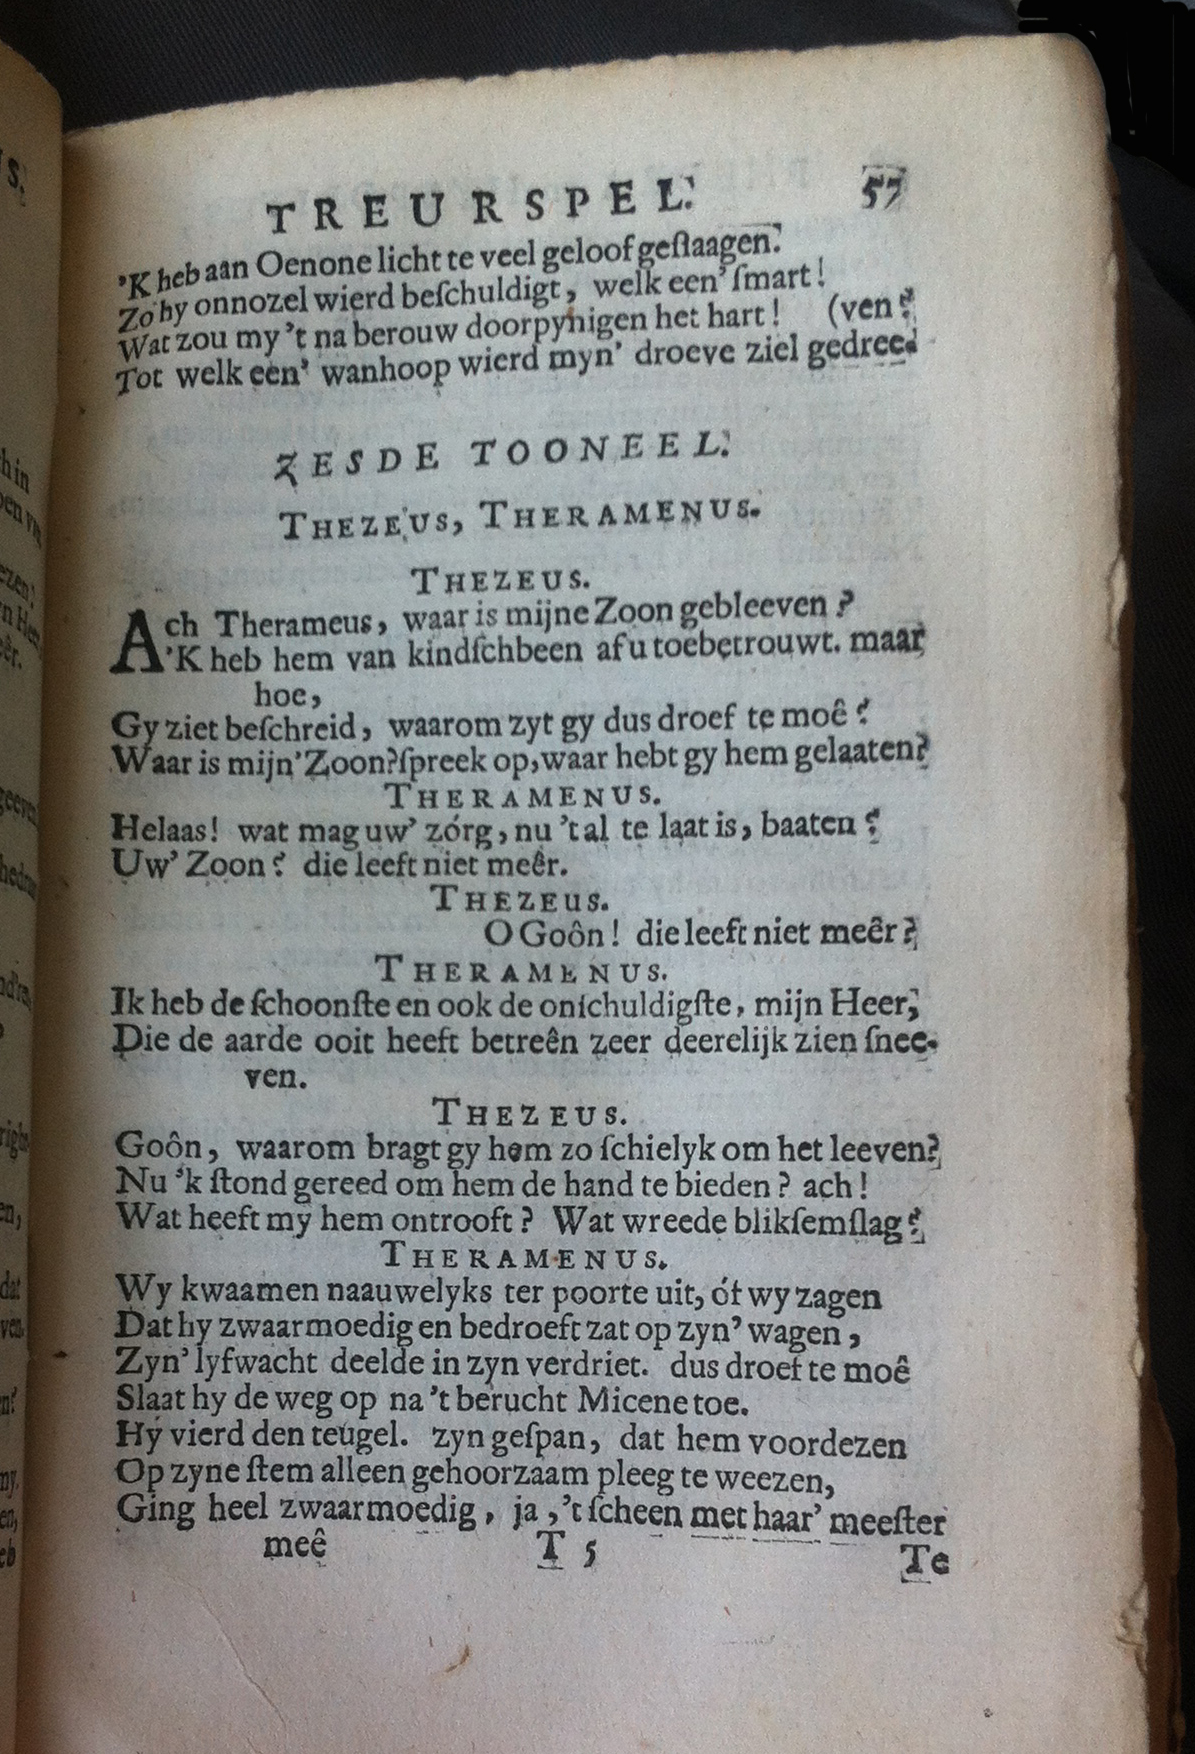 TREURSPEL. 57
'K heb aan Oenone licht te veel geloof geſlaagen.
Zo hy onnozel wierd beſchuldigt, welk een' ſmart!
Wat zou my 't na berouw doorpynigen het hart! (ven?
Tot welk een' wanhoop wierd myn' droeve ziel gedree
ZESDE TOONEEL.
THEZEUS, THERAMENUS.
THEZEUS.
Ach Therameus, waar is mijne Zoon gebleeven?
'K heb hem van kindſchbeen af u toebetrouwt. maar
hoe,
Gy ziet beſchreid, waarom zyt gy dus droef te moê?
Waar is mijn' Zoon? ſpreek op, waar hebt gy hem gelaaten?
THERAMENUS.
Helaas! wat mag uw' zórg, nu 't al te laat is, baaten?
Uw' Zoon? die leeft niet meêr.
THEZEUS.
O Goôn! die leeft niet meêr?
THERAMENUS.
Ik heb de ſchoonſte en ook de onſchuldigſte, mijn Heer,
Die de aarde ooit heeft betreên zeer deerelijk zien ſnee-
ven.
THEZEUS.
Goôn, waarom bragt gy hem zo ſchielyk om het leeven?
Nu 'k ſtond gereed om hem de hand te bieden? ach!
Wat heeft my hem ontrooft? Wat wreede blikſemſlag?
THERAMENUS.
Wy kwaamen naauwelyks ter poorte uit, óf wy zagen
Dat hy zwaarmoedig en bedroeft zat op zyn' wagen,
Zyn' lyfwacht deelde in zyn verdriet. dus droef te moê
Slaat hy de weg op na 't berucht Micene toe.
Hy vierd den teugel. zyn geſpan, dat hem voordezen
Op zyne ſtem alleen gehoorzaam pleeg te weezen,
Ging heel zwaarmoedig, ja, 't ſcheen met haar' meeſter
meê T 5 Te